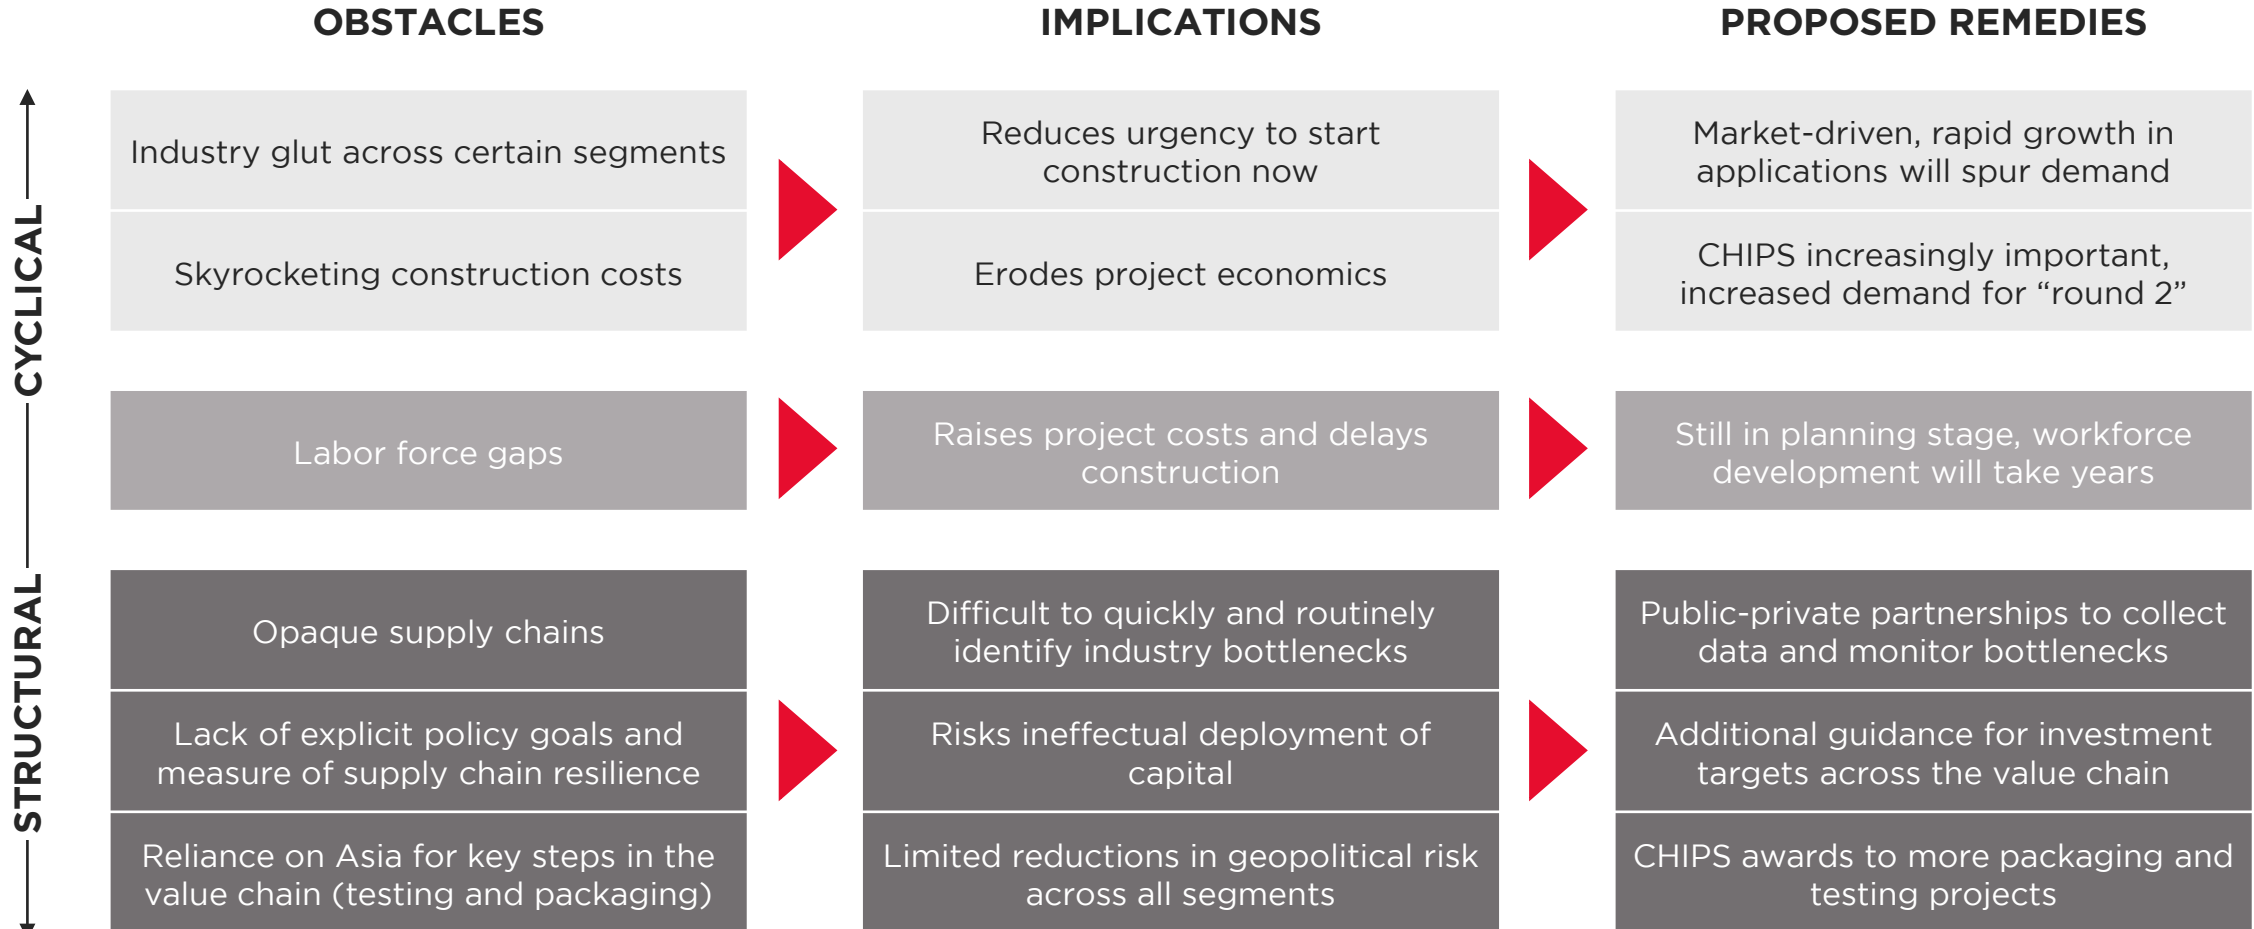 OBSTACLES
IMPLICATIONS
PROPOSED REMEDIES
CYCLICAL
Industry glut across certain segments
Reduces urgency to start
construction now
Market-driven, rapid growth in
applications will spur demand
Skyrocketing construction costs
Erodes project economics
CHIPS increasingly important,
increased demand for “round 2”
Labor force gaps
Raises project costs and delays
construction
Still in planning stage, workforce
development will take years
STRUCTURAL
Opaque supply chains
Difficult to quickly and routinely
identify industry bottlenecks
Public-private partnerships to collect
data and monitor bottlenecks
Lack of explicit policy goals and
measure of supply chain resilience
Risks ineffectual deployment of
capital
Additional guidance for investment
targets across the value chain
Reliance on Asia for key steps in the
value chain (testing and packaging)
Limited reductions in geopolitical risk
across all segments
CHIPS awards to more packaging and
testing projects